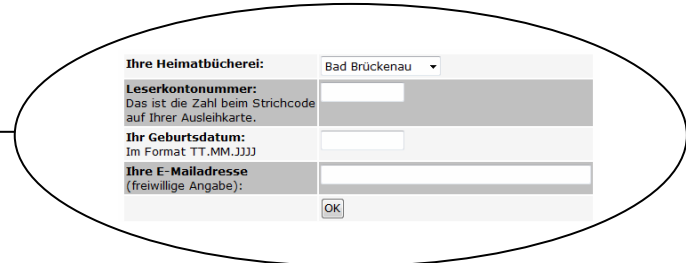 Ihre Heimatbücherei: Bad Brückenau
Leserkontonummer:
Das ist die Zahl beim Strichcode
auf Ihrer Ausleihkarte.
Ihr Geburtsdatum:
Im Format TT.MM.JJJJ
Ihre E-Mailadresse
(freiwillige Angabe):
OK